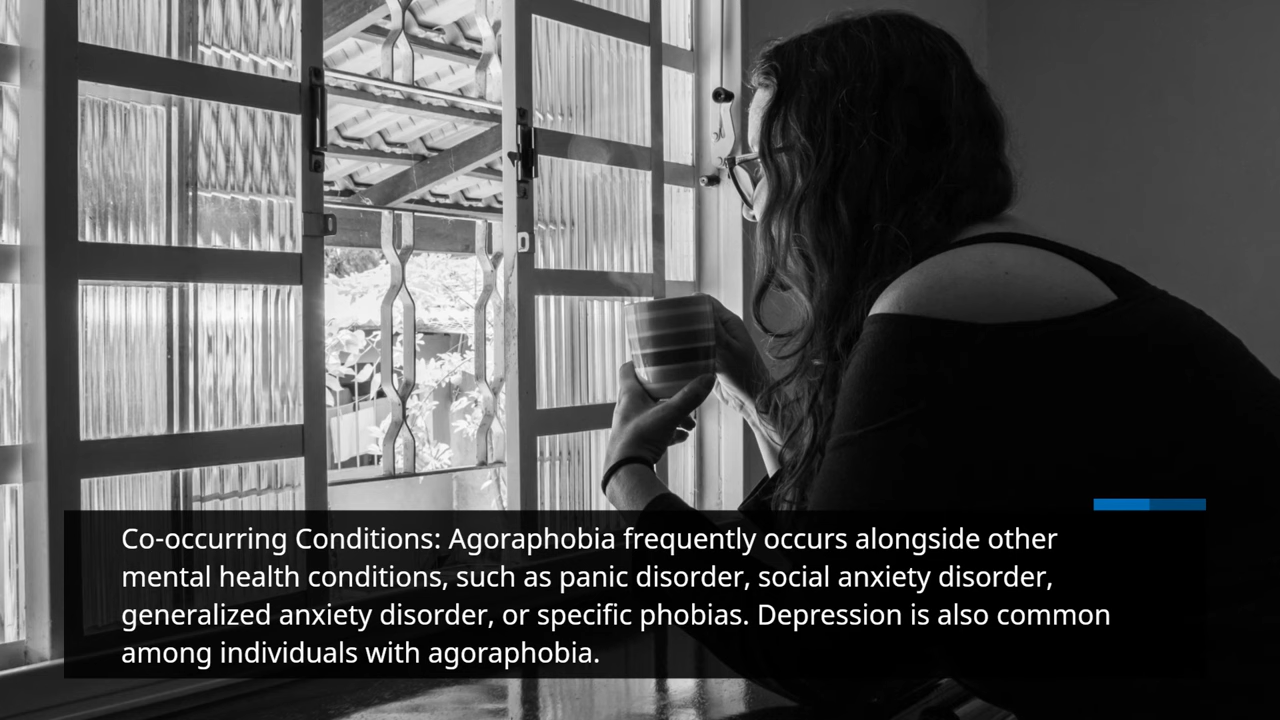 Co-occurring Conditions: Agoraphobia frequently occurs alongside other
mental health conditions, such as panic disorder, social anxiety disorder,
generalized anxiety disorder, or specific phobias. Depression is also common
among individuals with agoraphobia.